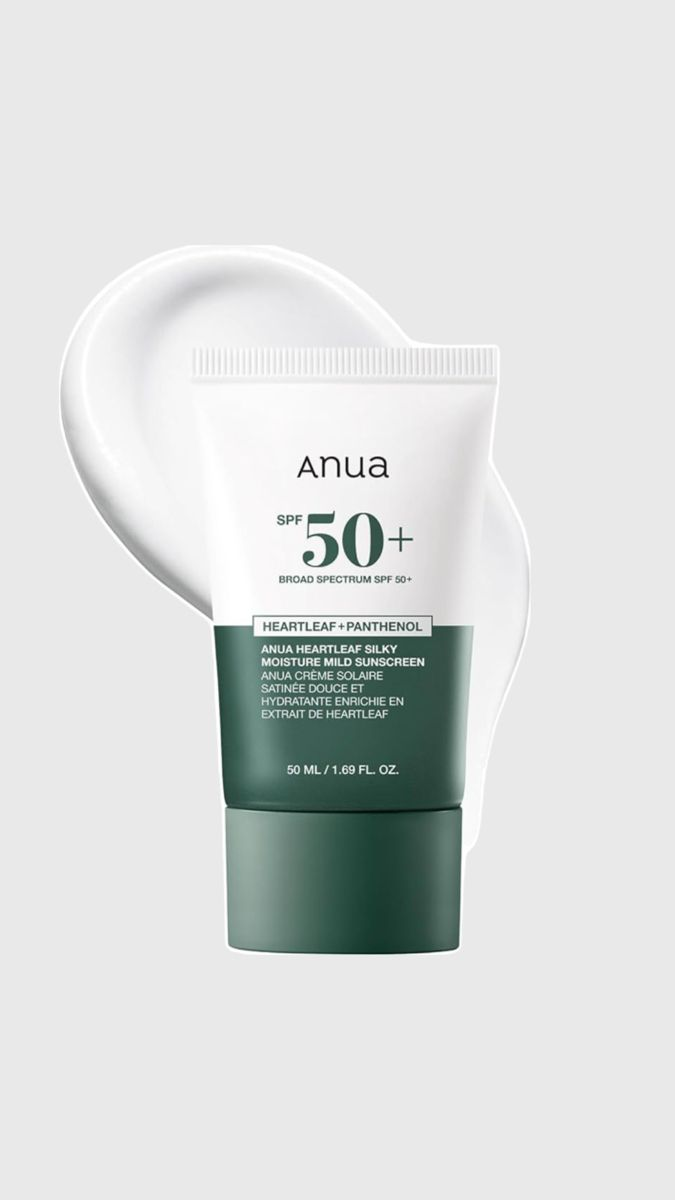 Anua
SPF 50+
BROAD SPECTRUM SPF 50+
HEARTLEAF+PANTHENOL
ANUA HEARTLEAF SILKY
MOISTURE MILD SUNSCREEN
ANUA CRÈME SOLAIRE
SATINÉE DOUCE ET
HYDRATANTE ENRICHIE EN
EXTRAIT DE HEARTLEAF
50 ML / 1.69 FL. OZ.